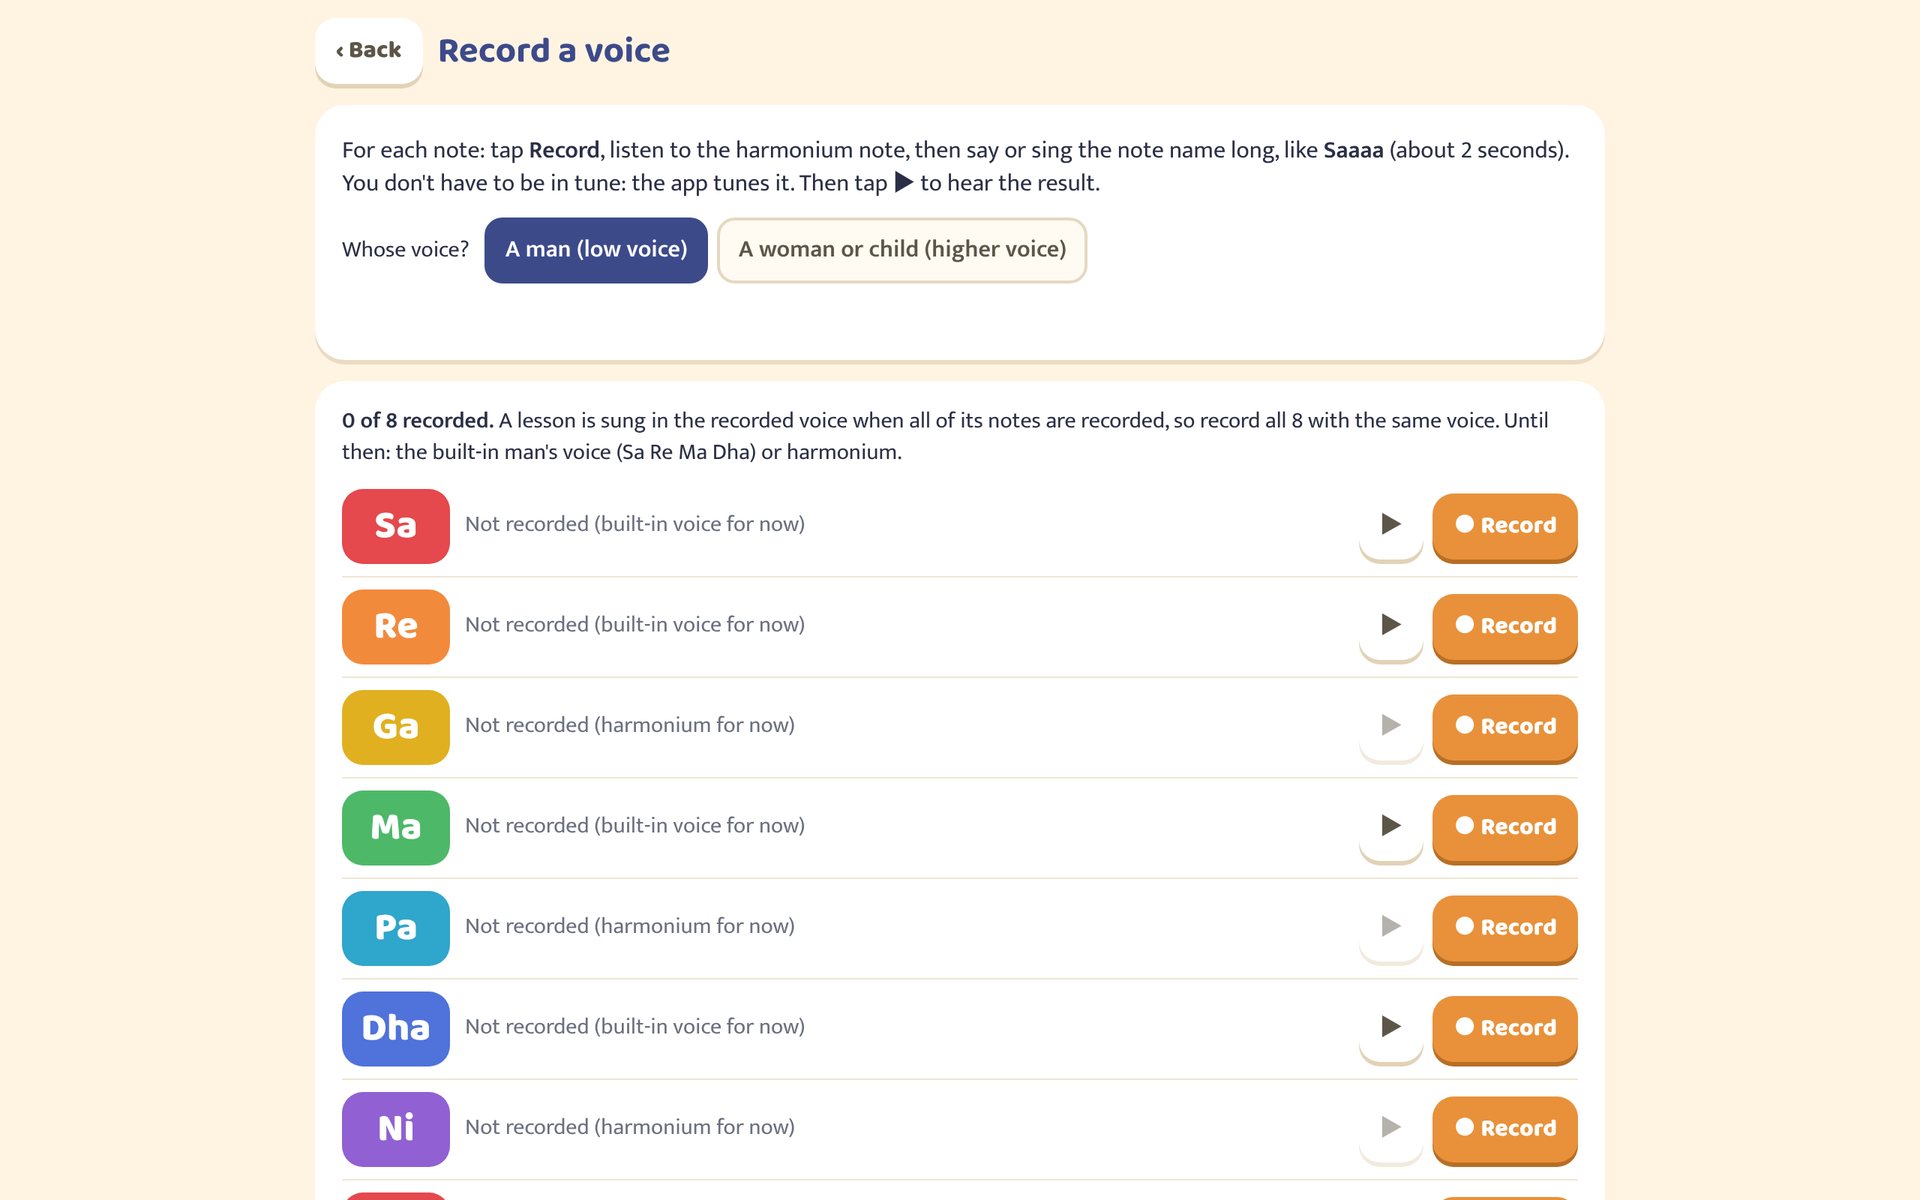 ‹ Back
Record a voice
For each note: tap Record, listen to the harmonium note, then say or sing the note name long, like Saaaa (about 2 seconds).
You don't have to be in tune: the app tunes it. Then tap ▶ to hear the result.
Whose voice?
A man (low voice)
A woman or child (higher voice)
0 of 8 recorded. A lesson is sung in the recorded voice when all of its notes are recorded, so record all 8 with the same voice. Until
then: the built-in man's voice (Sa Re Ma Dha) or harmonium.
Sa Not recorded (built-in voice for now) ▶ Record
Re Not recorded (built-in voice for now) ▶ Record
Ga Not recorded (harmonium for now) ▶ Record
Ma Not recorded (built-in voice for now) ▶ Record
Pa Not recorded (harmonium for now) ▶ Record
Dha Not recorded (built-in voice for now) ▶ Record
Ni Not recorded (harmonium for now) ▶ Record